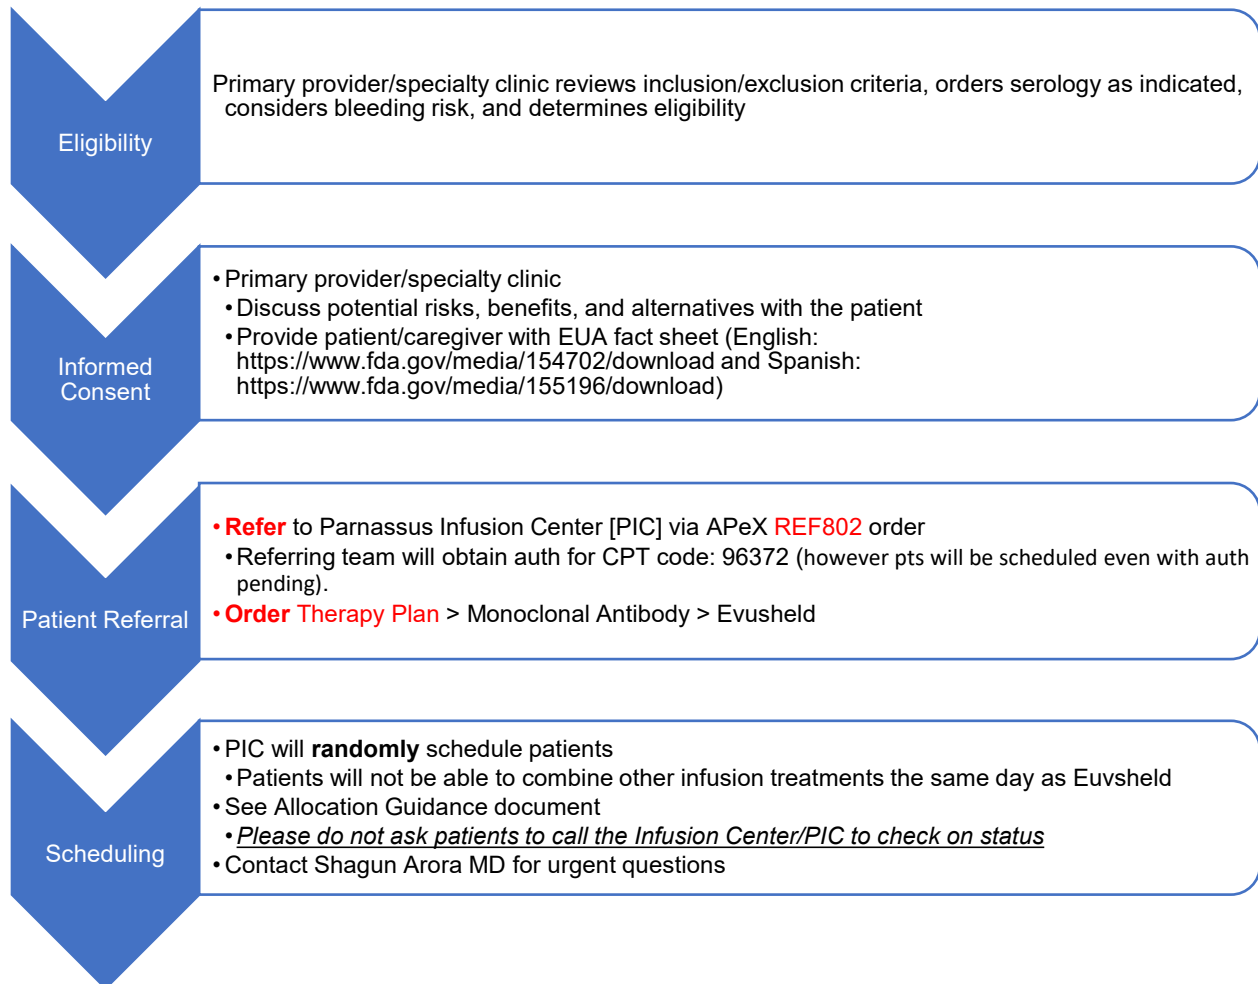 Eligibility
Primary provider/specialty clinic reviews inclusion/exclusion criteria, orders serology as indicated,
considers bleeding risk, and determines eligibility
Informed
Consent
• Primary provider/specialty clinic
• Discuss potential risks, benefits, and alternatives with the patient
• Provide patient/caregiver with EUA fact sheet (English:
https://www.fda.gov/media/154702/download and Spanish:
https://www.fda.gov/media/155196/download)
Patient Referral
• Refer to Parnassus Infusion Center [PIC] via APeX REF802 order
• Referring team will obtain auth for CPT code: 96372 (however pts will be scheduled even with auth
pending).
• Order Therapy Plan > Monoclonal Antibody > Evusheld
Scheduling
• PIC will randomly schedule patients
• Patients will not be able to combine other infusion treatments the same day as Euvsheld
• See Allocation Guidance document
• Please do not ask patients to call the Infusion Center/PIC to check on status
• Contact Shagun Arora MD for urgent questions